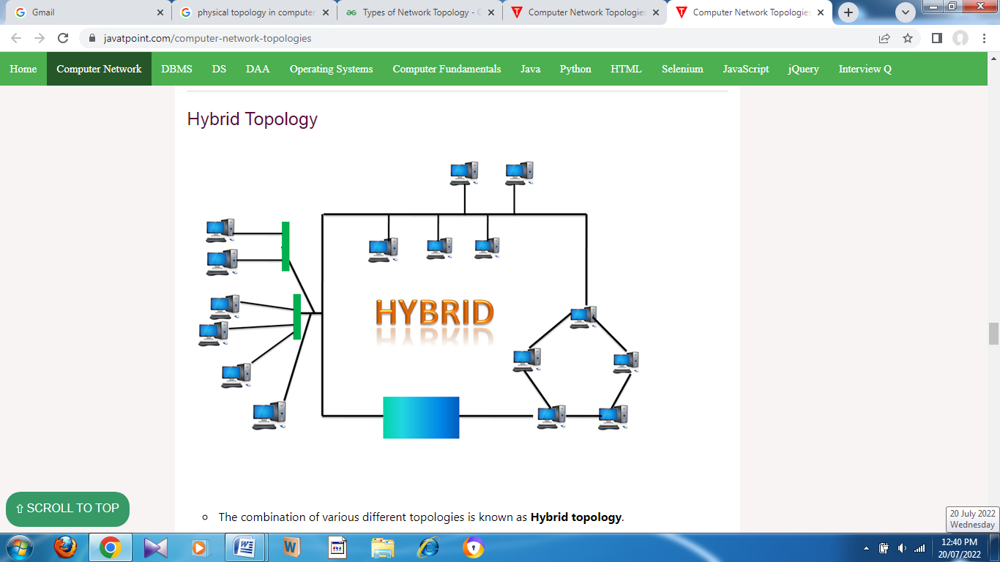 Gmail
physical topology in computer
Types of Network Topology - G
Computer Network Topologies
Computer Network Topologies
javatpoint.com/computer-network-topologies
Home Computer Network DBMS DS DAA Operating Systems Computer Fundamentals Java Python HTML Selenium JavaScript jQuery Interview Q
Hybrid Topology
HYBRID
⇧ SCROLL TO TOP
The combination of various different topologies is known as Hybrid topology.
20 July 2022
Wednesday
12:40 PM
20/07/2022